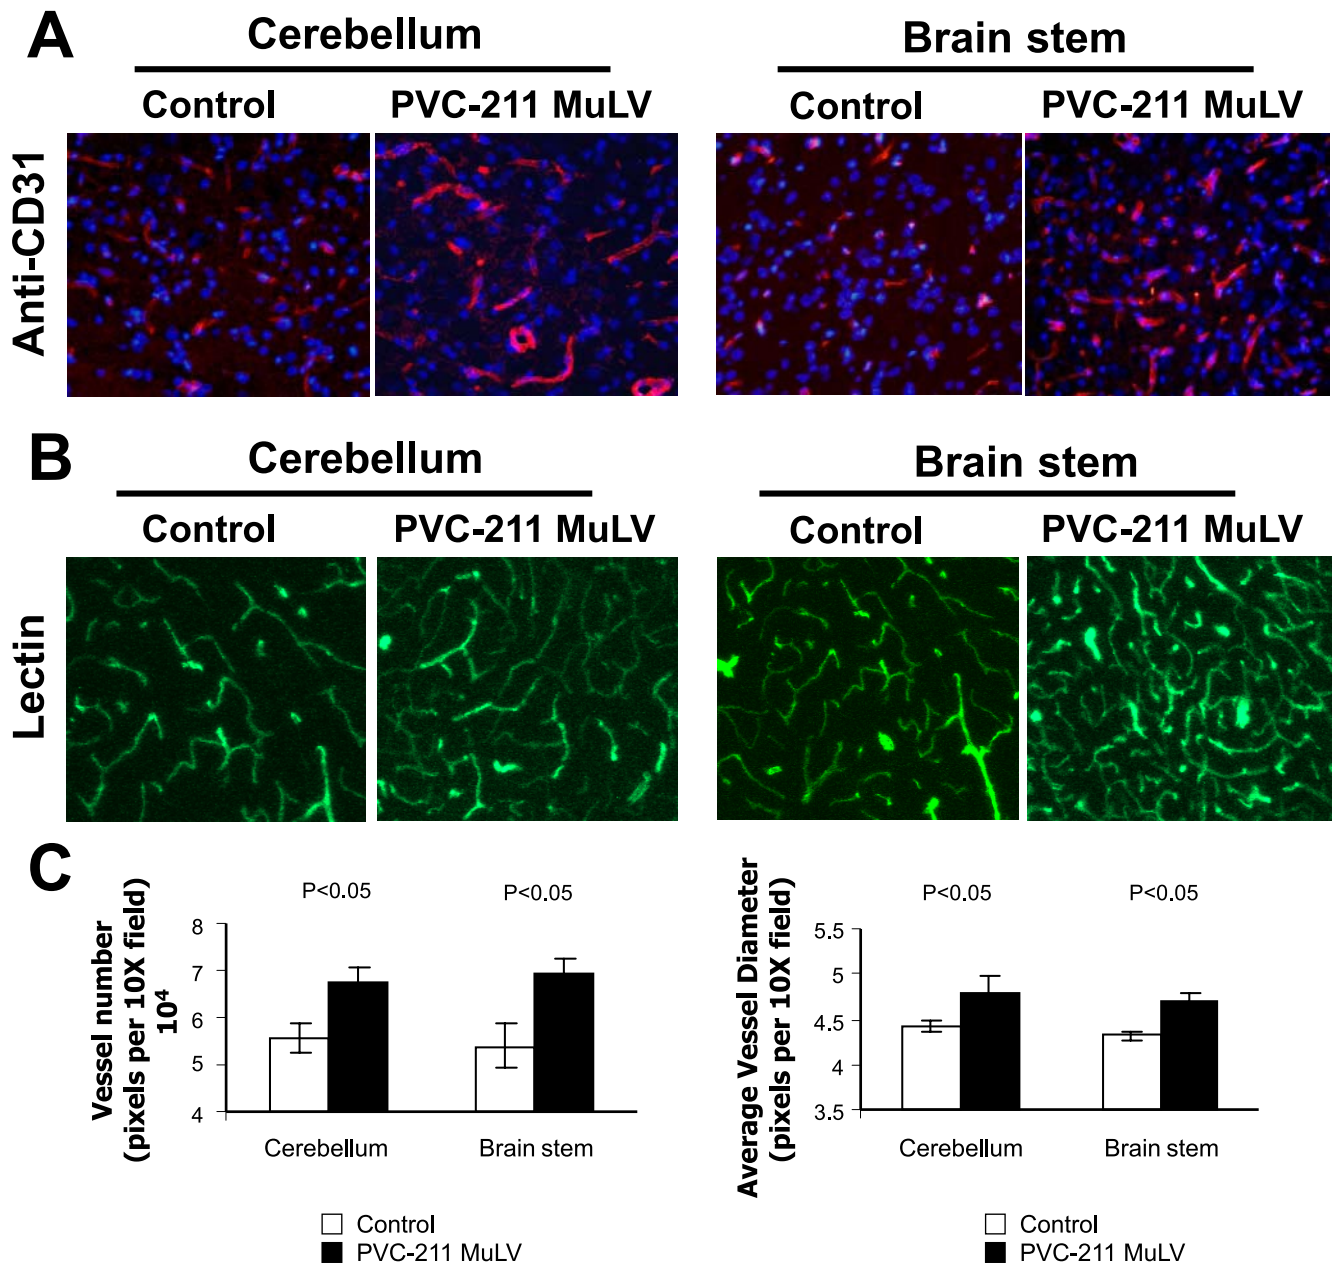 A
Cerebellum
Brain stem
Control
PVC-211 MuLV
Control
PVC-211 MuLV
Anti-CD31
B
Cerebellum
Brain stem
Control
PVC-211 MuLV
Control
PVC-211 MuLV
Lectin
C
Vessel number
(pixels per 10X field)
10⁴
P<0.05
P<0.05
8
7
6
5
4
Cerebellum
Brain stem
Control
PVC-211 MuLV
Average Vessel Diameter
(pixels per 10X field)
P<0.05
P<0.05
5.5
5
4.5
4
3.5
Cerebellum
Brain stem
Control
PVC-211 MuLV